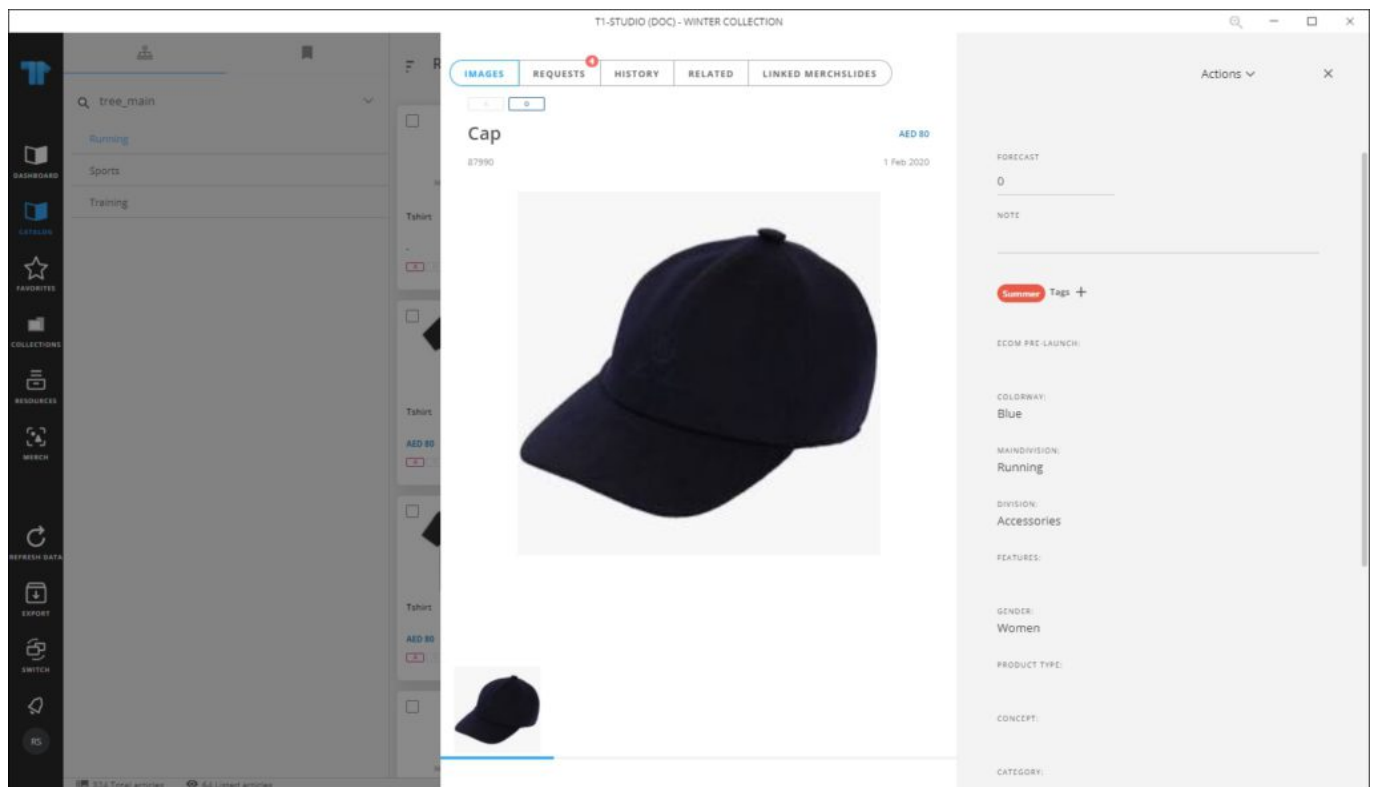 T1-STUDIO (DOC) - WINTER COLLECTION
IMAGES
REQUESTS
HISTORY
RELATED
LINKED MERCHSLIDES
Actions
tree_main
Running
Sports
Training
DASHBOARD
CATALOG
FAVORITES
COLLECTIONS
RESOURCES
MERCH
REFRESH DATA
EXPORT
SWITCH
RS
Tshirt
Tshirt
AED 80
Tshirt
AED 80
Cap
AED 80
87990
1 Feb 2020
FORECAST
0
NOTE
Summer Tags +
ECOM PRE-LAUNCH:
COLORWAY:
Blue
MAINDIVISION:
Running
DIVISION:
Accessories
FEATURES:
GENDER:
Women
PRODUCT TYPE:
CONCEPT:
CATEGORY:
Total articles
64 Listed articles